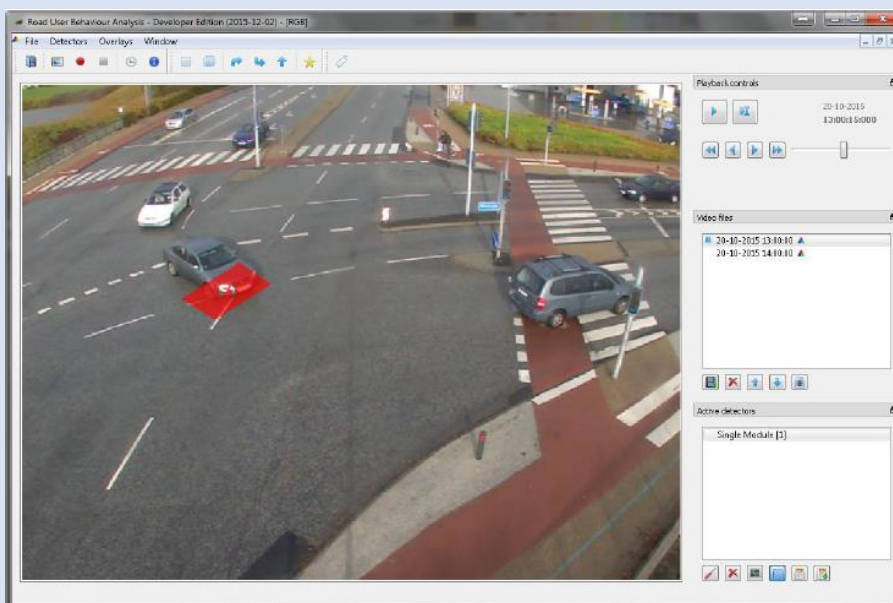 Road User Behaviour Analysis - Developer Edition (2015-12-02) - [RGB]
File Detectors Overlays Window
Playback controls
20-10-2015
13:00:15:000
Video files
20-10-2015 13:00:00
20-10-2015 14:00:00
Active detectors
Single Module [1]